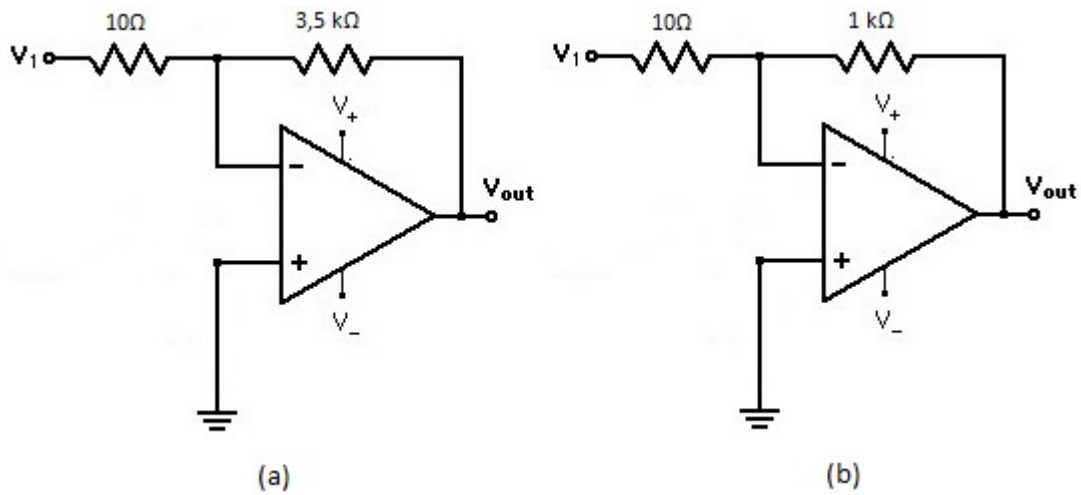 10Ω
3,5 kΩ
V1
V+
−
+
V−
Vout
(a)
10Ω
1 kΩ
V1
V+
−
+
V−
Vout
(b)